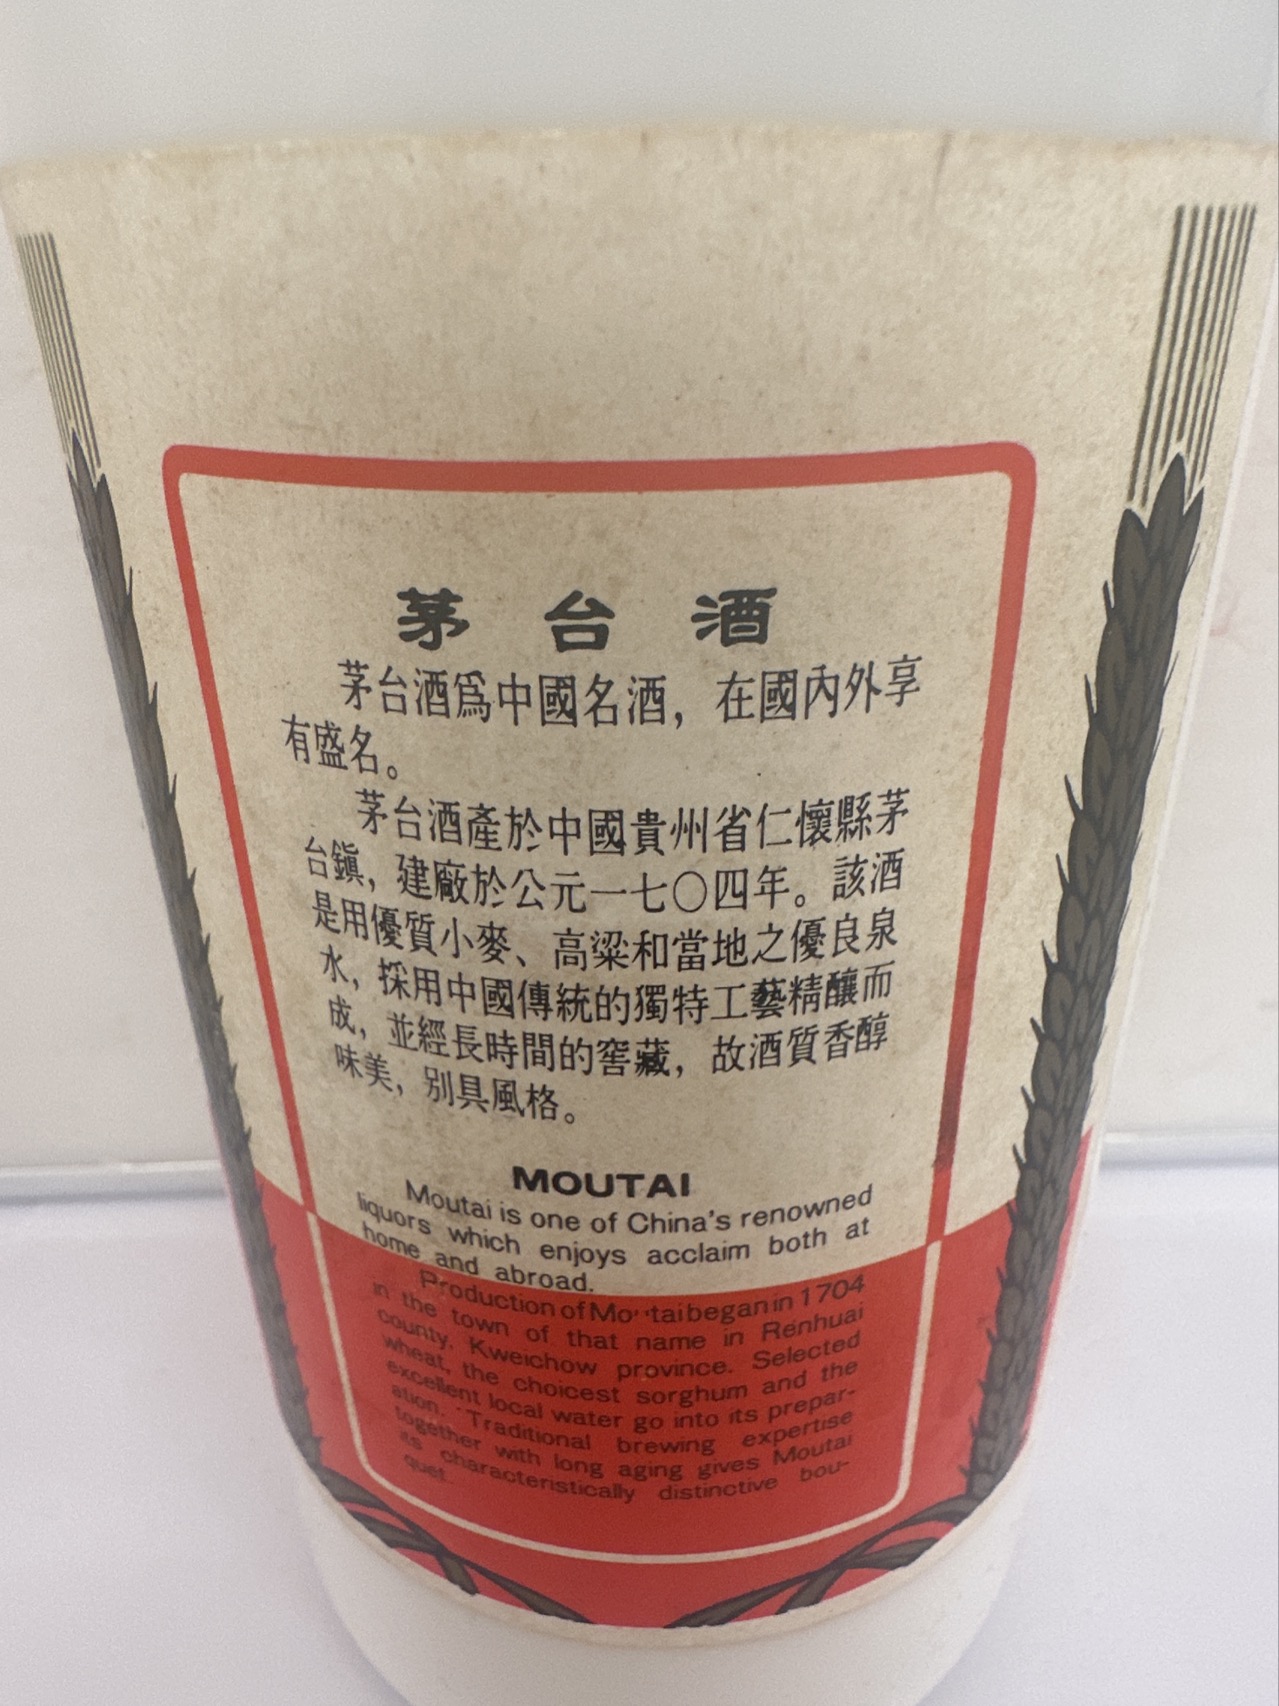 茅台酒
茅台酒爲中國名酒，在國內外享
有盛名。
茅台酒產於中國貴州省仁懷縣茅
台鎭，建廠於公元一七〇四年。該酒
是用優質小麥、高粱和當地之優良泉
水，採用中國傳統的獨特工藝精釀而
成，並經長時間的窖藏，故酒質香醇
味美，别具風格。
MOUTAI
Moutai is one of China's renowned
liquors which enjoys acclaim both at
home and abroad.
Production of Mo tai began in 1704
in the town of that name in Renhuai
county, Kweichow province. Selected
wheat, the choicest sorghum and the
excellent local water go into its prepar-
ation. Traditional brewing expertise
together with long aging gives Moutai
its characteristically distinctive bou-
quet